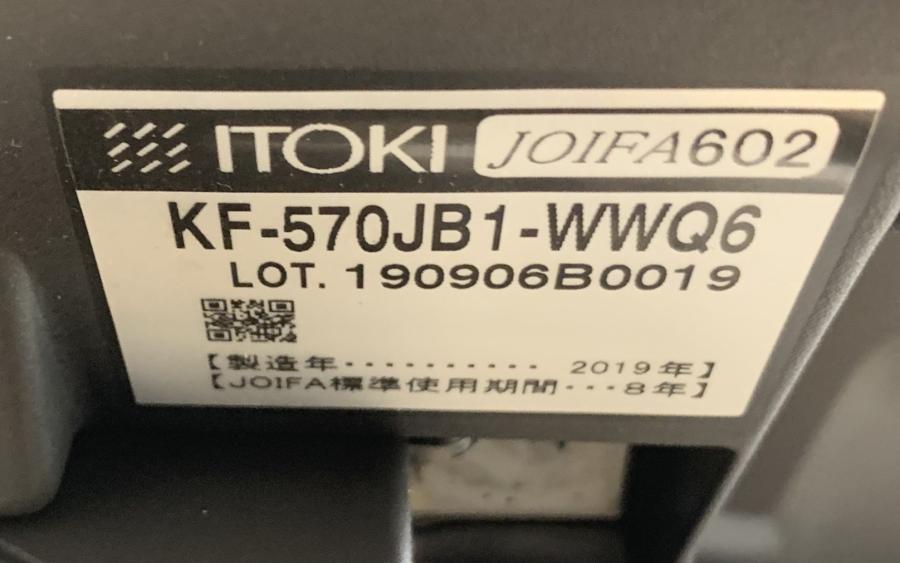 ITOKI JOIFA602
KF-570JB1-WWQ6
LOT. 190906B0019
【製造年・・・・・・・・・・ 2019年】
【JOIFA標準使用期間・・・8年】